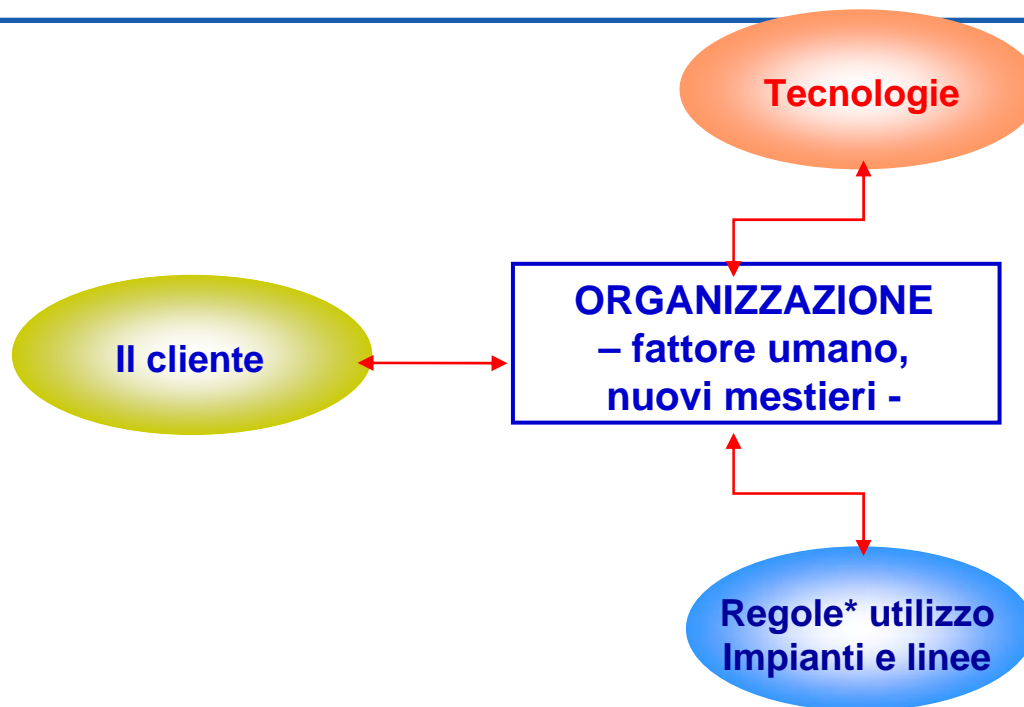 Tecnologie
ORGANIZZAZIONE
– fattore umano,
nuovi mestieri -
Il cliente
Regole* utilizzo
Impianti e linee